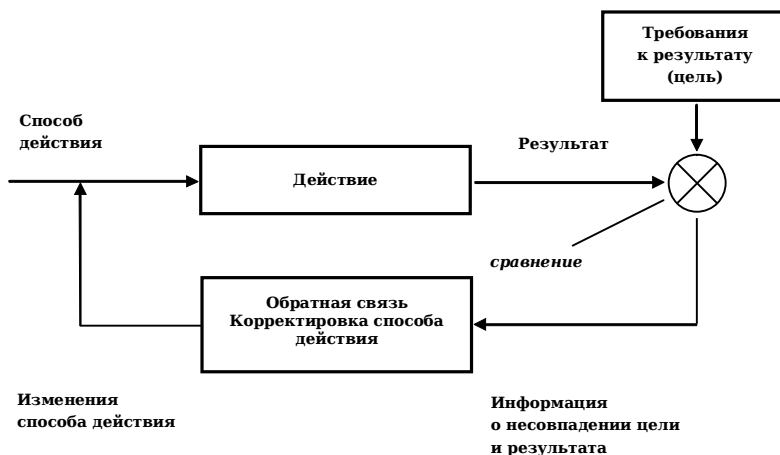 Требования
к результату
(цель)
Способ
действия
Результат
Действие
сравнение
Обратная связь
Корректировка способа
действия
Изменения
способа действия
Информация
о несовпадении цели
и результата